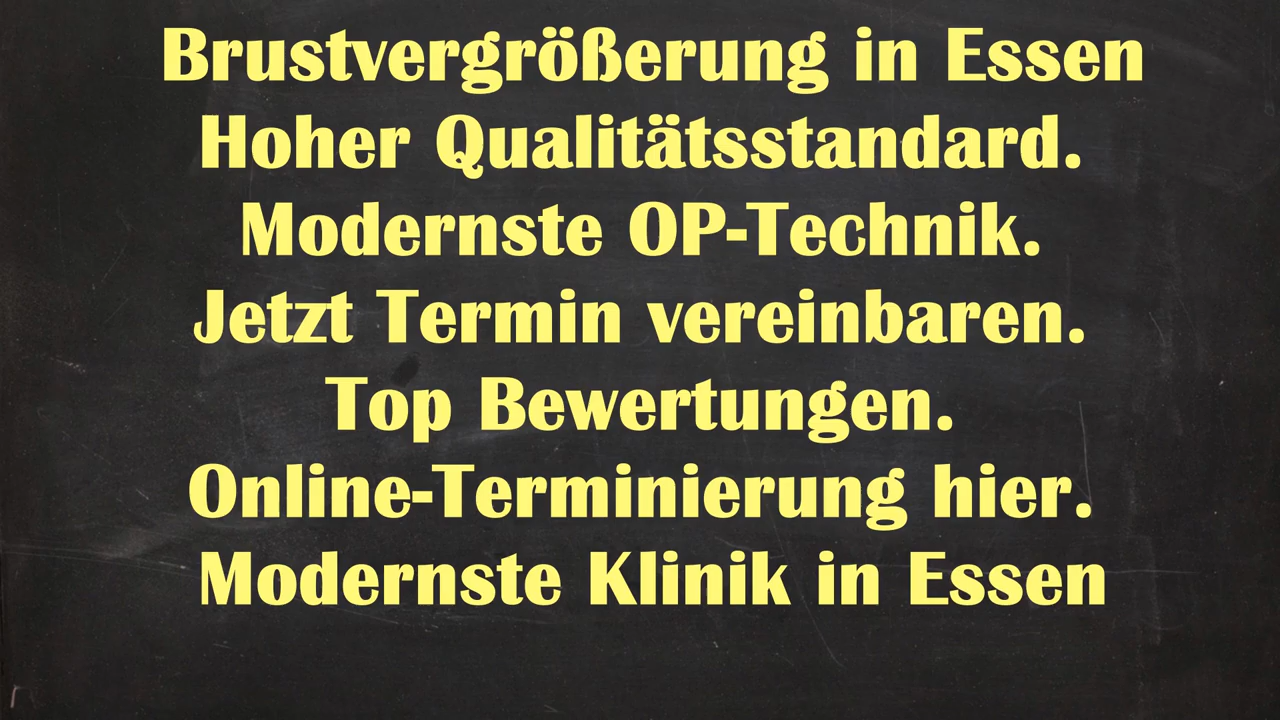 Brustvergrößerung in Essen
Hoher Qualitätsstandard.
Modernste OP-Technik.
Jetzt Termin vereinbaren.
Top Bewertungen.
Online-Terminierung hier.
Modernste Klinik in Essen